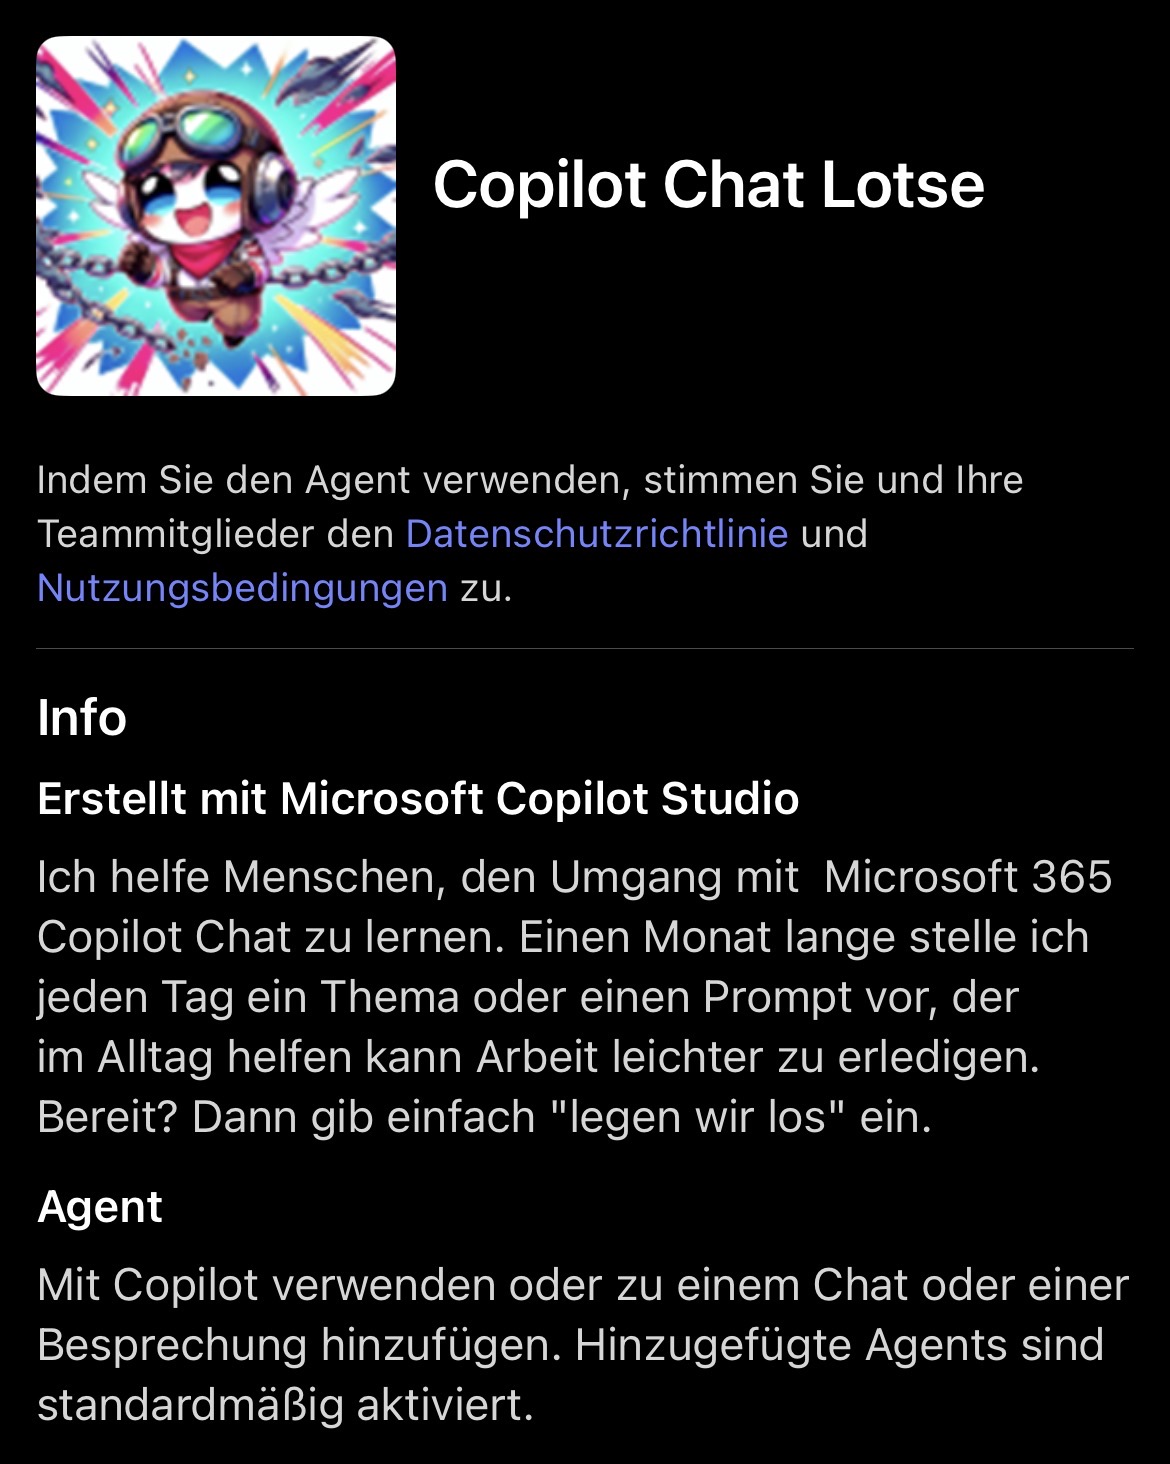 Copilot Chat Lotse
Indem Sie den Agent verwenden, stimmen Sie und Ihre
Teammitglieder den Datenschutzrichtlinie und
Nutzungsbedingungen zu.
Info
Erstellt mit Microsoft Copilot Studio
Ich helfe Menschen, den Umgang mit  Microsoft 365
Copilot Chat zu lernen. Einen Monat lange stelle ich
jeden Tag ein Thema oder einen Prompt vor, der
im Alltag helfen kann Arbeit leichter zu erledigen.
Bereit? Dann gib einfach "legen wir los" ein.
Agent
Mit Copilot verwenden oder zu einem Chat oder einer
Besprechung hinzufügen. Hinzugefügte Agents sind
standardmäßig aktiviert.